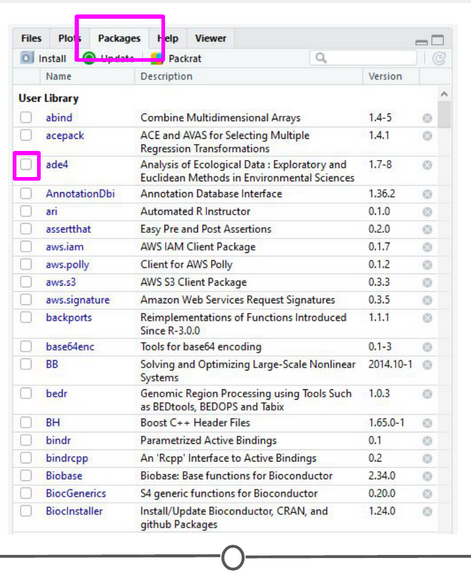 Files Plots Packages Help Viewer
Install Update Packrat
Name Description Version
User Library
abind Combine Multidimensional Arrays 1.4-5
acepack ACE and AVAS for Selecting Multiple 1.4.1
Regression Transformations
ade4 Analysis of Ecological Data : Exploratory and 1.7-8
Euclidean Methods in Environmental Sciences
AnnotationDbi Annotation Database Interface 1.36.2
ari Automated R Instructor 0.1.0
assertthat Easy Pre and Post Assertions 0.2.0
aws.iam AWS IAM Client Package 0.1.7
aws.polly Client for AWS Polly 0.1.2
aws.s3 AWS S3 Client Package 0.3.3
aws.signature Amazon Web Services Request Signatures 0.3.5
backports Reimplementations of Functions Introduced 1.1.1
Since R-3.0.0
base64enc Tools for base64 encoding 0.1-3
BB Solving and Optimizing Large-Scale Nonlinear 2014.10-1
Systems
bedr Genomic Region Processing using Tools Such 1.0.3
as BEDtools, BEDOPS and Tabix
BH Boost C++ Header Files 1.65.0-1
bindr Parametrized Active Bindings 0.1
bindrcpp An 'Rcpp' Interface to Active Bindings 0.2
Biobase Biobase: Base functions for Bioconductor 2.34.0
BiocGenerics S4 generic functions for Bioconductor 0.20.0
BiocInstaller Install/Update Bioconductor, CRAN, and 1.24.0
github Packages